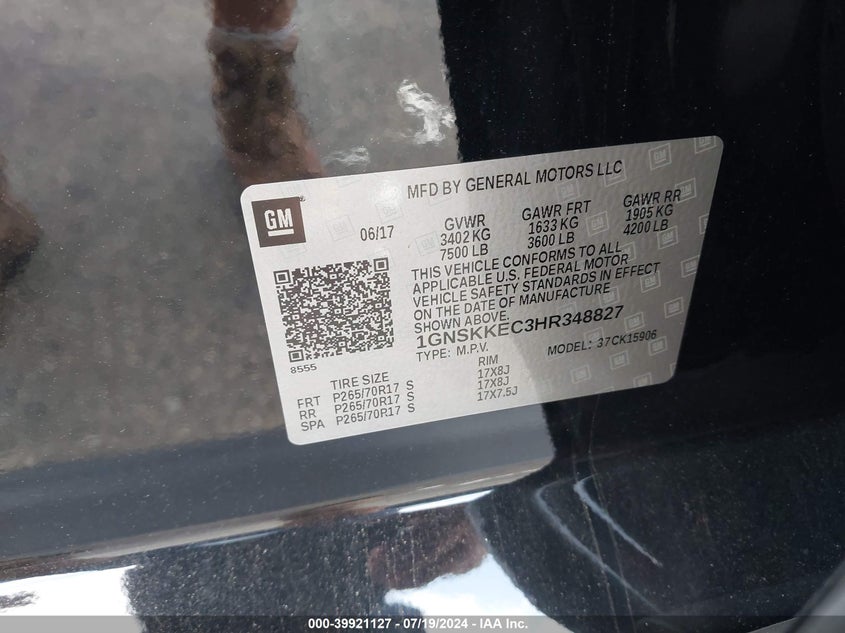 MFD BY GENERAL MOTORS LLC
GM
06/17
GVWR
3402 KG
7500 LB
GAWR FRT
1633 KG
3600 LB
GAWR RR
1905 KG
4200 LB
THIS VEHICLE CONFORMS TO ALL
APPLICABLE U.S. FEDERAL MOTOR
VEHICLE SAFETY STANDARDS IN EFFECT
ON THE DATE OF MANUFACTURE
SHOWN ABOVE.
1GNSKKEC3HR348827
TYPE: M.P.V. MODEL: 37CK15906
8555
TIRE SIZE RIM
FRT P265/70R17 S 17X8J
RR P265/70R17 S 17X8J
SPA P265/70R17 S 17X7.5J
000-39921127 - 07/19/2024 - IAA Inc.